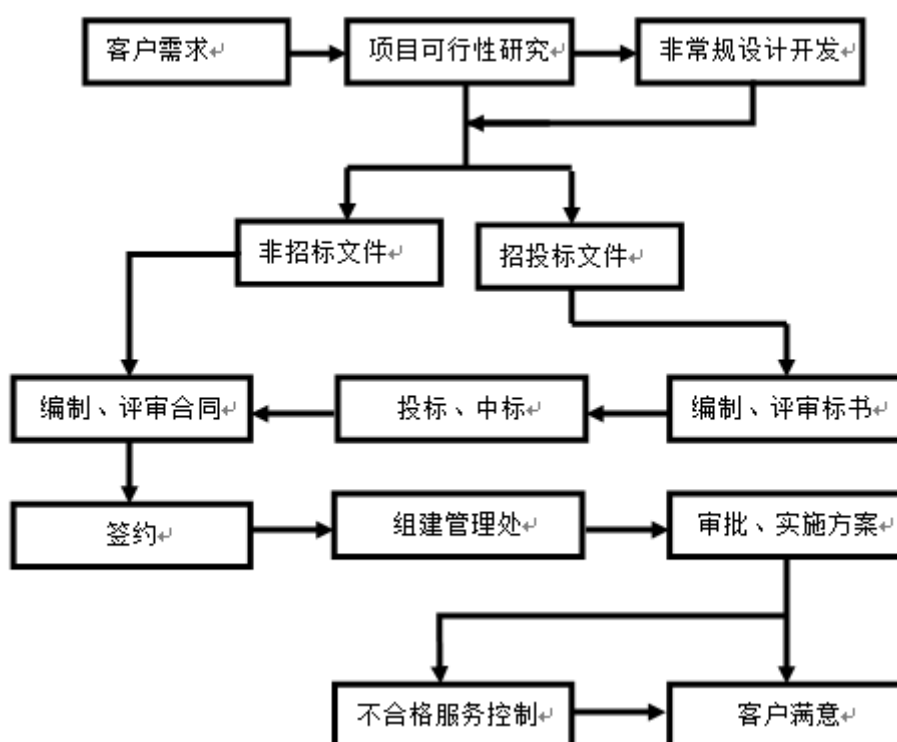 客户需求
项目可行性研究
非常规设计开发
非招标文件
招投标文件
编制、评审合同
投标、中标
编制、评审标书
签约
组建管理处
审批、实施方案
不合格服务控制
客户满意